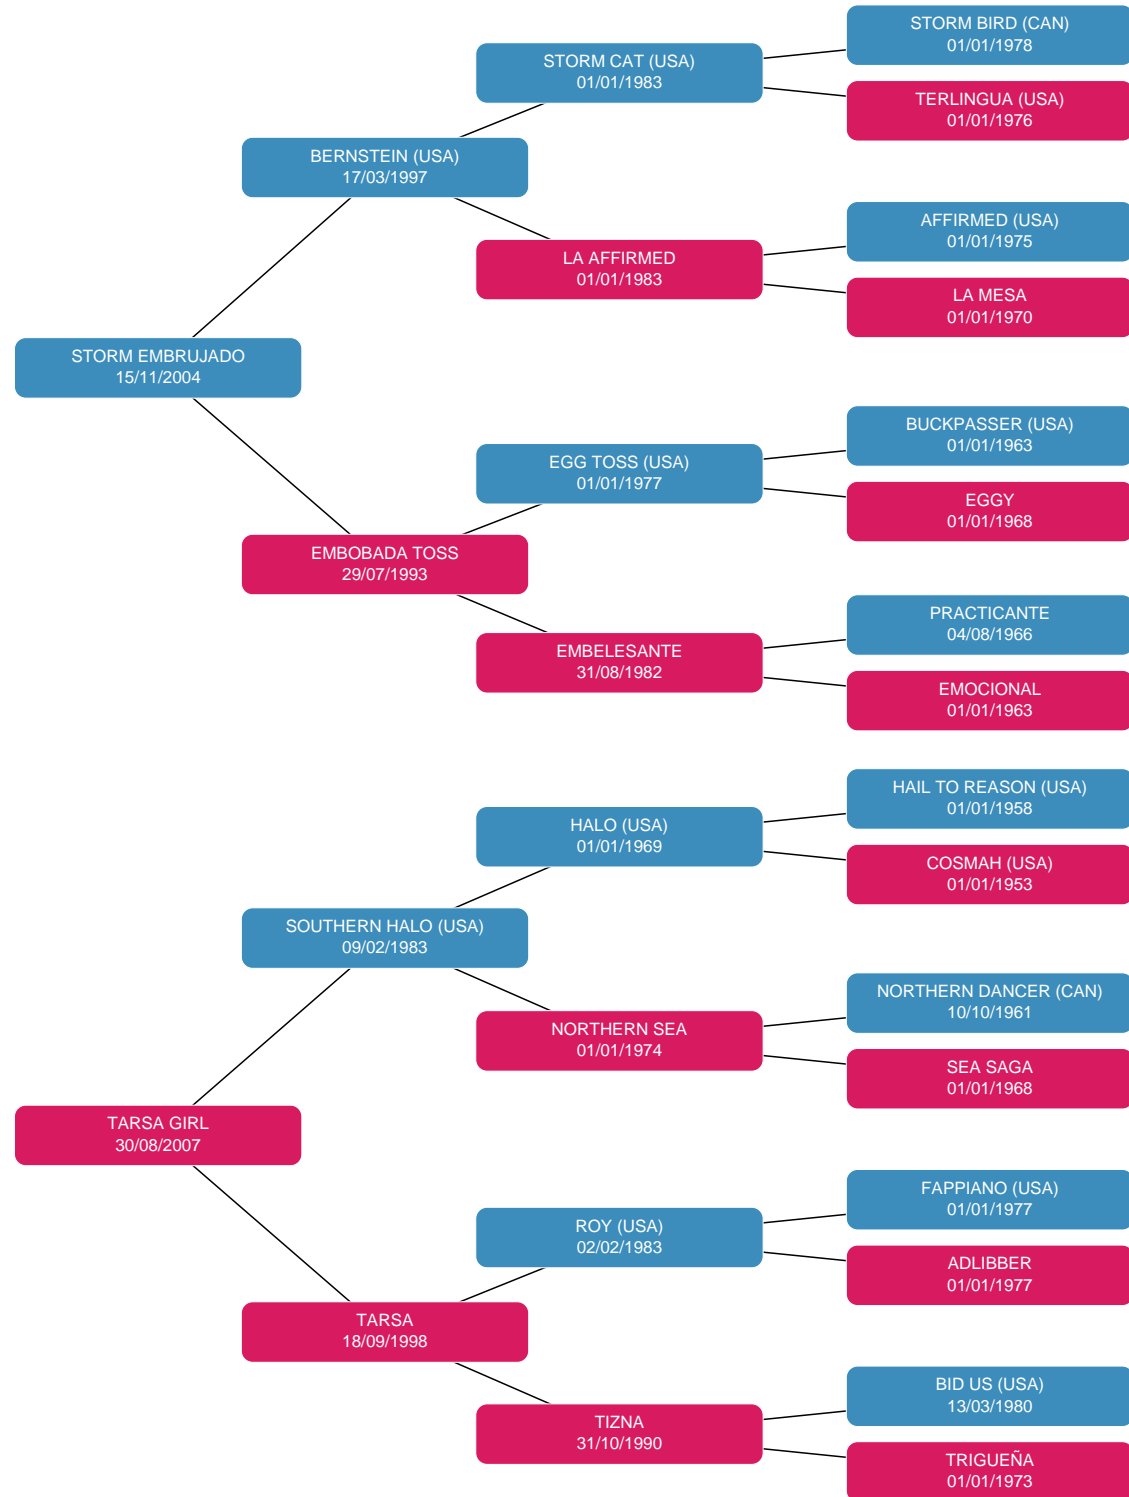 STORM BIRD (CAN)
01/01/1978
STORM CAT (USA)
01/01/1983
TERLINGUA (USA)
01/01/1976
BERNSTEIN (USA)
17/03/1997
AFFIRMED (USA)
01/01/1975
LA AFFIRMED
01/01/1983
LA MESA
01/01/1970
STORM EMBRUJADO
15/11/2004
BUCKPASSER (USA)
01/01/1963
EGG TOSS (USA)
01/01/1977
EGGY
01/01/1968
EMBOBADA TOSS
29/07/1993
PRACTICANTE
04/08/1966
EMBELESANTE
31/08/1982
EMOCIONAL
01/01/1963
HAIL TO REASON (USA)
01/01/1958
HALO (USA)
01/01/1969
COSMAH (USA)
01/01/1953
SOUTHERN HALO (USA)
09/02/1983
NORTHERN DANCER (CAN)
10/10/1961
NORTHERN SEA
01/01/1974
SEA SAGA
01/01/1968
TARSA GIRL
30/08/2007
FAPPIANO (USA)
01/01/1977
ROY (USA)
02/02/1983
ADLIBBER
01/01/1977
TARSA
18/09/1998
BID US (USA)
13/03/1980
TIZNA
31/10/1990
TRIGUEÑA
01/01/1973